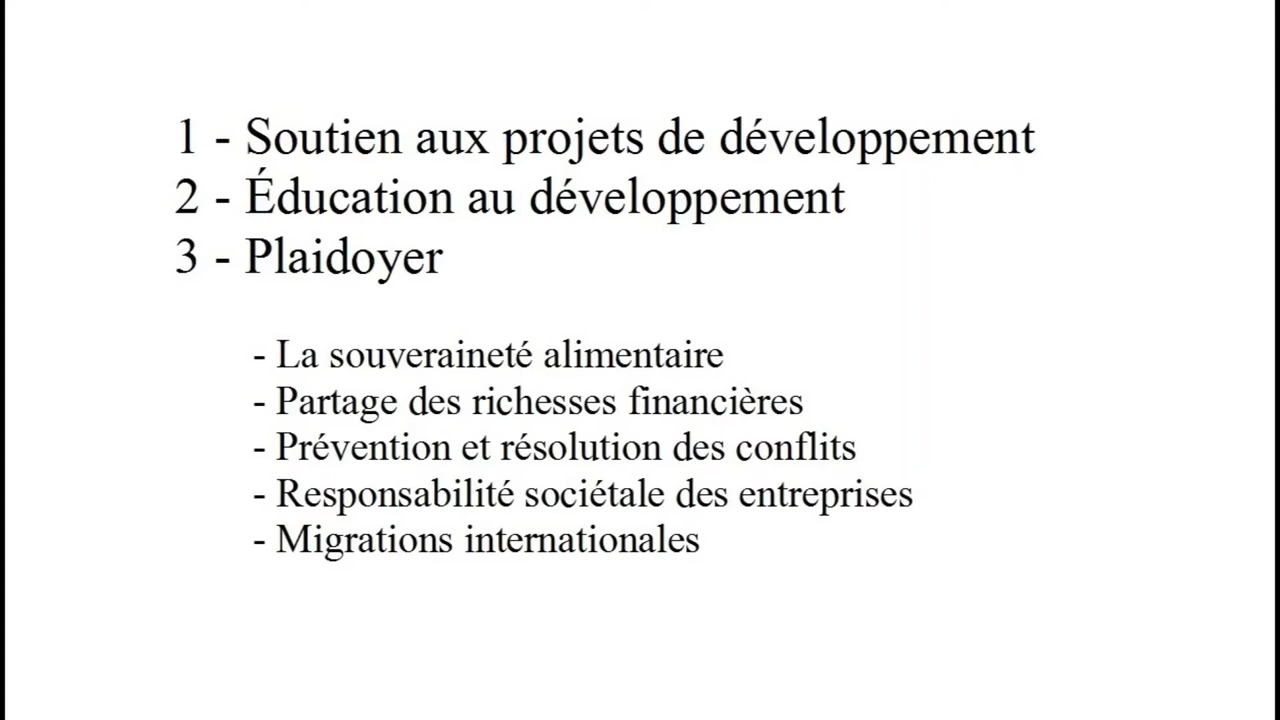 1 - Soutien aux projets de développement
2 - Éducation au développement
3 - Plaidoyer
- La souveraineté alimentaire
- Partage des richesses financières
- Prévention et résolution des conflits
- Responsabilité sociétale des entreprises
- Migrations internationales